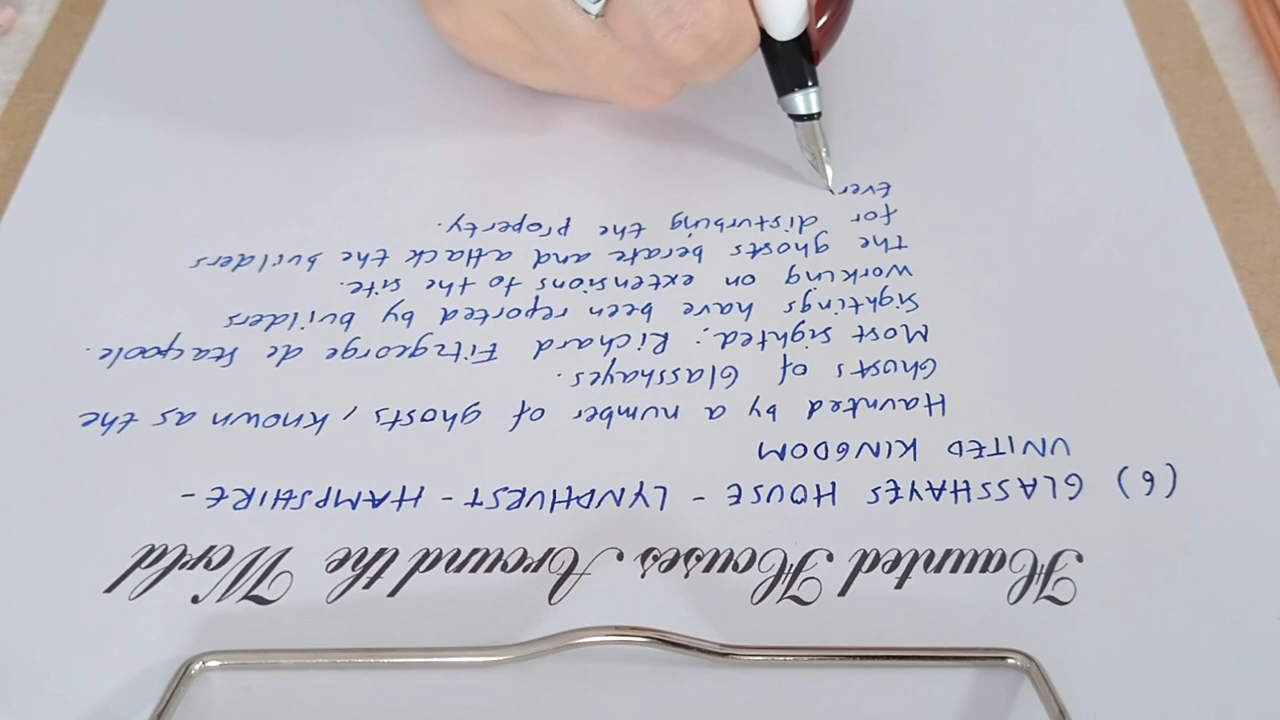 Haunted Houses Around the World
(6) GLASSHAYES HOUSE - LYNDHURST - HAMPSHIRE -
UNITED KINGDOM
Haunted by a number of ghosts, known as the
Ghosts of Glasshayes.
Most sighted: Richard Fitzgeorge de Stacpoole.
Sightings have been reported by builders
working on extensions to the site.
the ghosts berate and attack the builders
for disturbing the property.
Ever